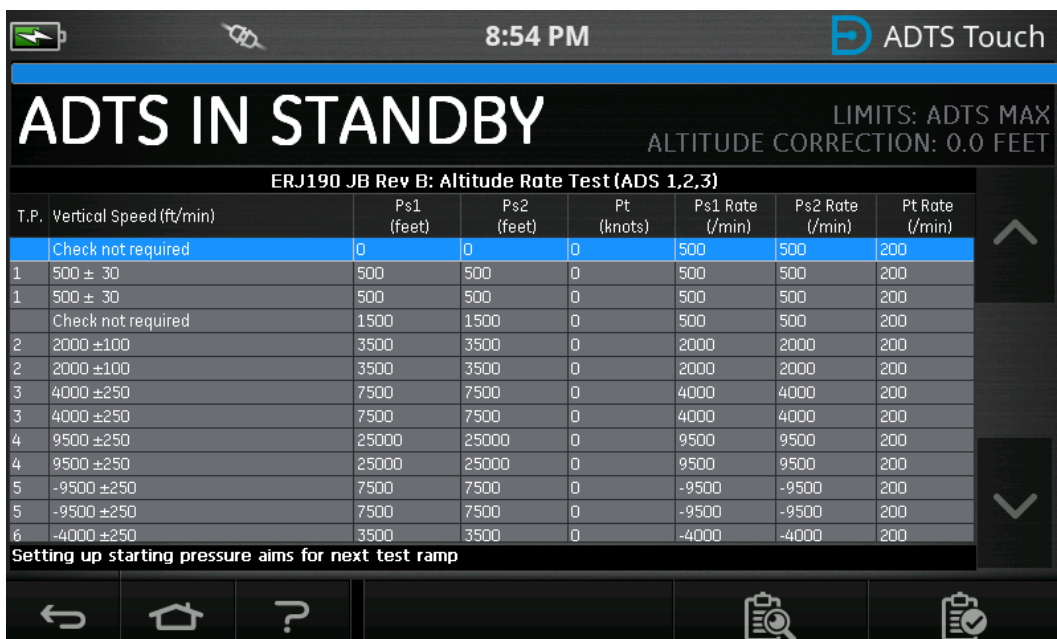 8:54 PM
ADTS Touch
ADTS IN STANDBY
LIMITS: ADTS MAX
ALTITUDE CORRECTION: 0.0 FEET
ERJ190 JB Rev B: Altitude Rate Test (ADS 1,2,3)
T.P. Vertical Speed (ft/min) Ps1 (feet) Ps2 (feet) Pt (knots) Ps1 Rate (/min) Ps2 Rate (/min) Pt Rate (/min)
Check not required 0 0 0 500 500 200
1 500 ± 30 500 500 0 500 500 200
1 500 ± 30 500 500 0 500 500 200
Check not required 1500 1500 0 500 500 200
2 2000 ±100 3500 3500 0 2000 2000 200
2 2000 ±100 3500 3500 0 2000 2000 200
3 4000 ±250 7500 7500 0 4000 4000 200
3 4000 ±250 7500 7500 0 4000 4000 200
4 9500 ±250 25000 25000 0 9500 9500 200
4 9500 ±250 25000 25000 0 9500 9500 200
5 -9500 ±250 7500 7500 0 -9500 -9500 200
5 -9500 ±250 7500 7500 0 -9500 -9500 200
6 -4000 ±250 3500 3500 0 -4000 -4000 200
Setting up starting pressure aims for next test ramp